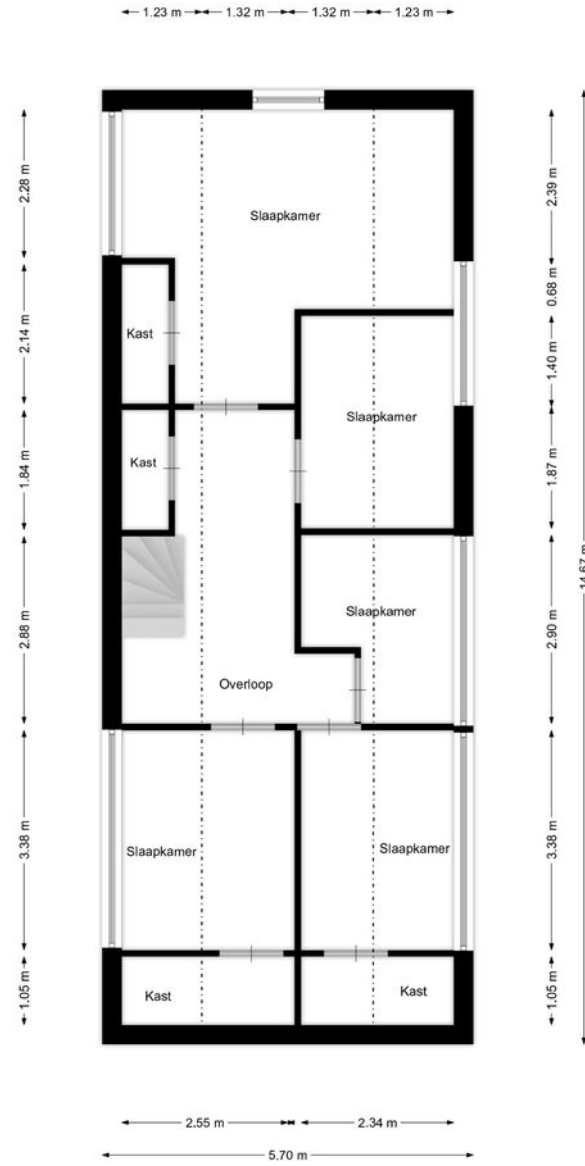 1.23 m 1.32 m 1.32 m 1.23 m
2.28 m
2.39 m
Slaapkamer
2.14 m
0.68 m
Kast
1.40 m
Slaapkamer
Kast
1.84 m
1.87 m
14.67 m
2.88 m
2.90 m
Slaapkamer
Overloop
3.38 m
3.38 m
Slaapkamer
Slaapkamer
1.05 m
1.05 m
Kast
Kast
2.55 m 2.34 m
5.70 m